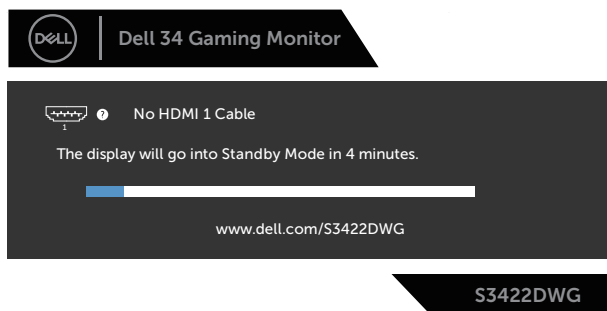 DELL
Dell 34 Gaming Monitor
? No HDMI 1 Cable
1
The display will go into Standby Mode in 4 minutes.
www.dell.com/S3422DWG
S3422DWG